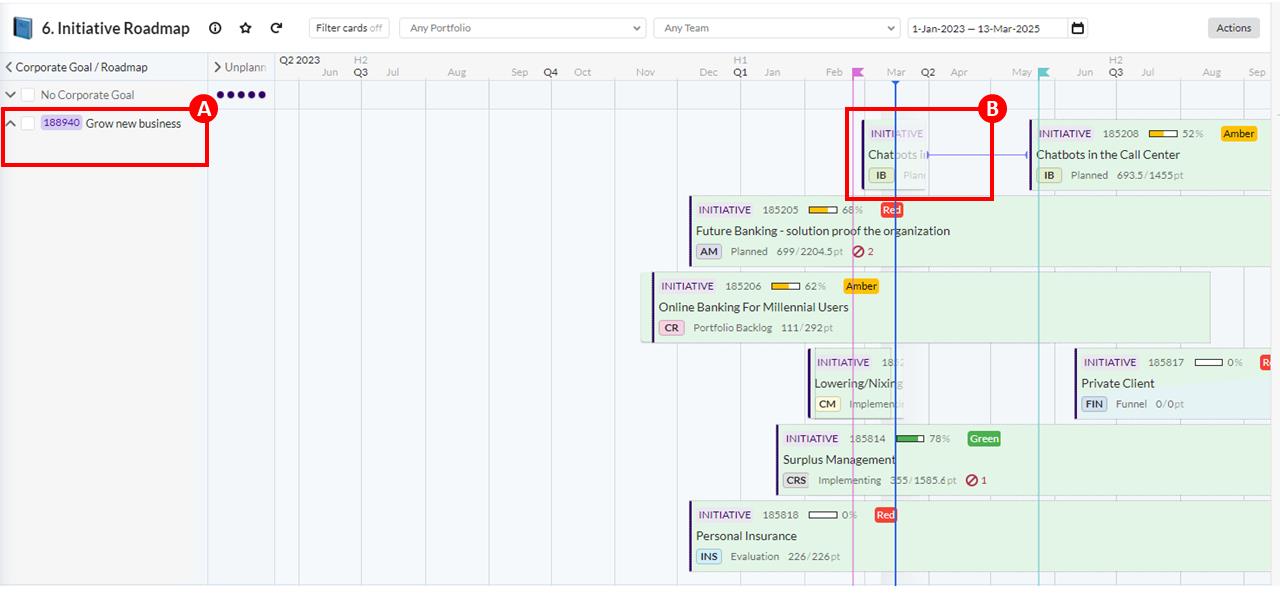 6. Initiative Roadmap
Filter cards off
Any Portfolio
Any Team
1-Jan-2023 – 13-Mar-2025
Actions
Corporate Goal / Roadmap
Unplann
Q2 2023
H2
H1
H2
Jun Q3 Jul Aug Sep Q4 Oct Nov Dec Q1 Jan Feb Mar Q2 Apr May Jun Q3 Jul Aug Sep
No Corporate Goal
A
B
188940 Grow new business
INITIATIVE
Chatbots in
IB Plan
INITIATIVE 185208 52% Amber
Chatbots in the Call Center
IB Planned 693.5/1455pt
INITIATIVE 185205 68% Red
Future Banking - solution proof the organization
AM Planned 699/2204.5pt 2
INITIATIVE 185206 62% Amber
Online Banking For Millennial Users
CR Portfolio Backlog 111/292pt
INITIATIVE
Lowering/Nixing
CM Implementi
INITIATIVE 185817 0%
Private Client
FIN Funnel 0/0pt
INITIATIVE 185814 78% Green
Surplus Management
CRS Implementing 355/1585.6pt 1
INITIATIVE 185818 0% Red
Personal Insurance
INS Evaluation 226/226pt